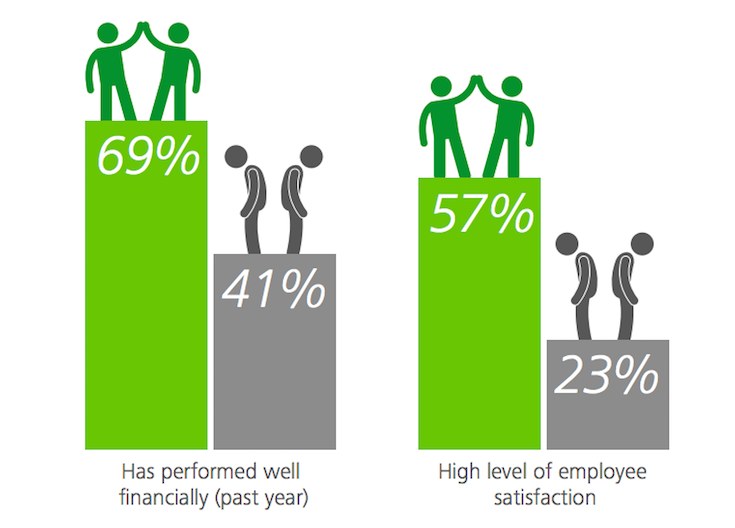 69%
41%
57%
23%
Has performed well
financially (past year)
High level of employee
satisfaction